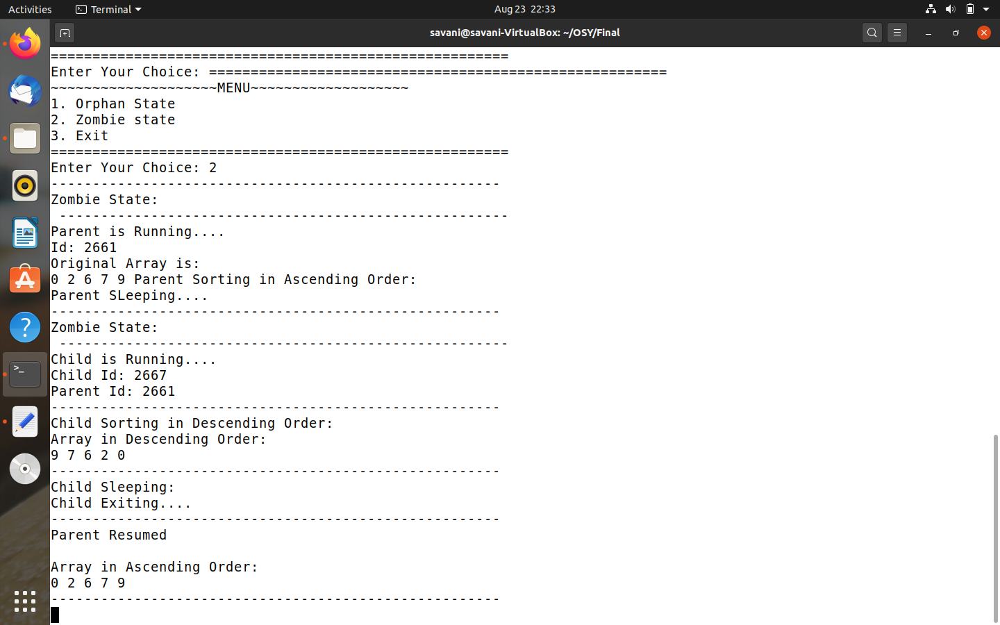 Activities Terminal Aug 23 22:33
savani@savani-VirtualBox: ~/OSY/Final
=======================================================
Enter Your Choice: =======================================================
~~~~~~~~~~~~~~~~~~~~MENU~~~~~~~~~~~~~~~~~~~
1. Orphan State
2. Zombie state
3. Exit
=======================================================
Enter Your Choice: 2
------------------------------------------------------
Zombie State:
 ------------------------------------------------------
Parent is Running....
Id: 2661
Original Array is:
0 2 6 7 9 Parent Sorting in Ascending Order:
Parent SLeeping....
------------------------------------------------------
Zombie State:
 ------------------------------------------------------
Child is Running....
Child Id: 2667
Parent Id: 2661
------------------------------------------------------
Child Sorting in Descending Order:
Array in Descending Order:
9 7 6 2 0
------------------------------------------------------
Child Sleeping:
Child Exiting....
------------------------------------------------------
Parent Resumed
Array in Ascending Order:
0 2 6 7 9
------------------------------------------------------